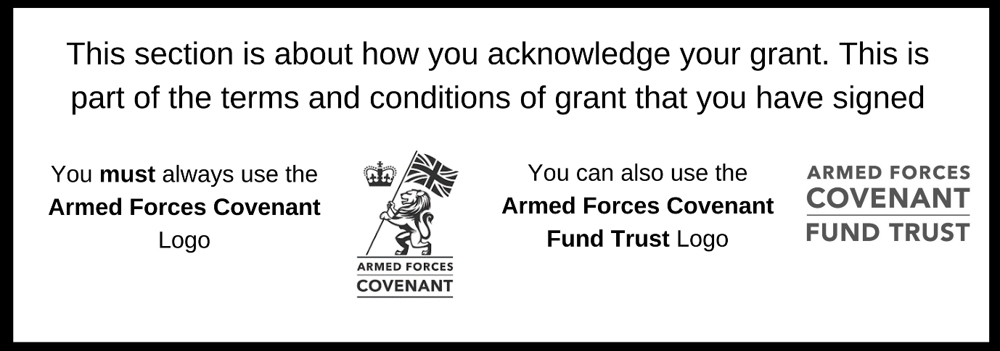 This section is about how you acknowledge your grant. This is
part of the terms and conditions of grant that you have signed
You must always use the
Armed Forces Covenant
Logo
ARMED FORCES
COVENANT
You can also use the
Armed Forces Covenant
Fund Trust Logo
ARMED FORCES
COVENANT
FUND TRUST